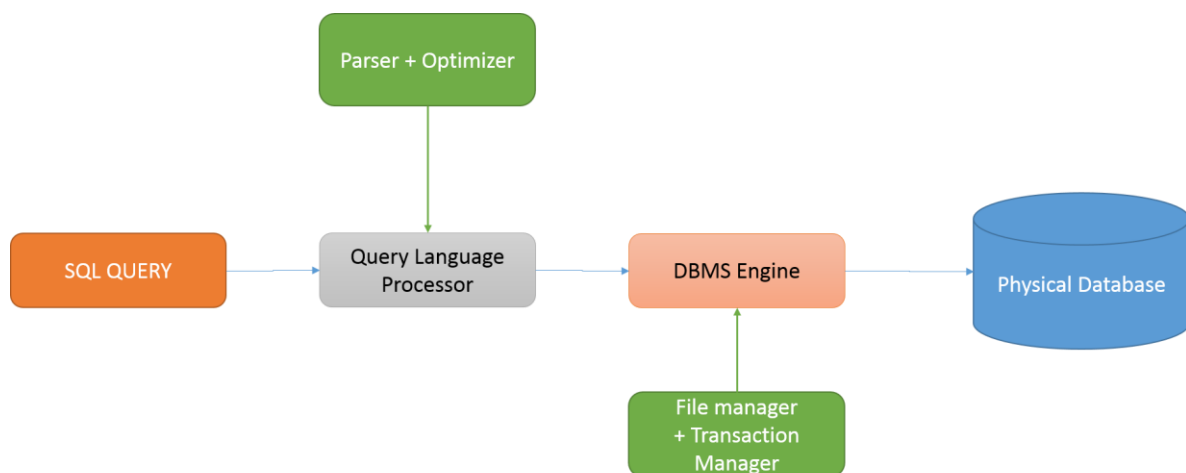 Parser + Optimizer
SQL QUERY
Query Language
Processor
DBMS Engine
Physical Database
File manager
+ Transaction
Manager